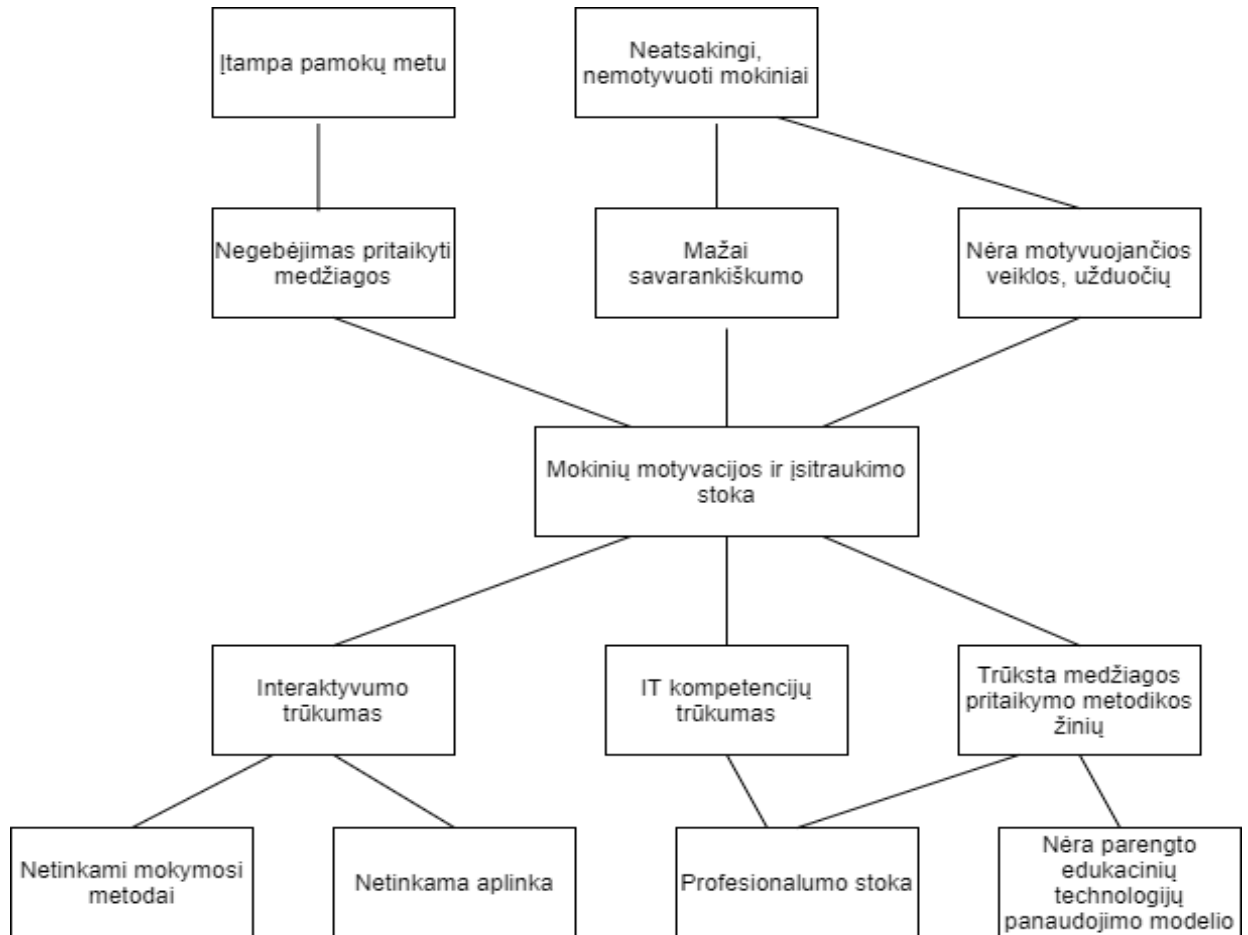 Įtampa pamokų metu
Neatsakingi,
nemotyvuoti mokiniai
Negebėjimas pritaikyti
medžiagos
Mažai
savarankiškumo
Nėra motyvuojančios
veiklos, užduočių
Mokinių motyvacijos ir įsitraukimo
stoka
Interaktyvumo
trūkumas
IT kompetencijų
trūkumas
Trūksta medžiagos
pritaikymo metodikos
žinių
Netinkami mokymosi
metodai
Netinkama aplinka
Profesionalumo stoka
Nėra parengto
edukacinių
technologijų
panaudojimo modelio